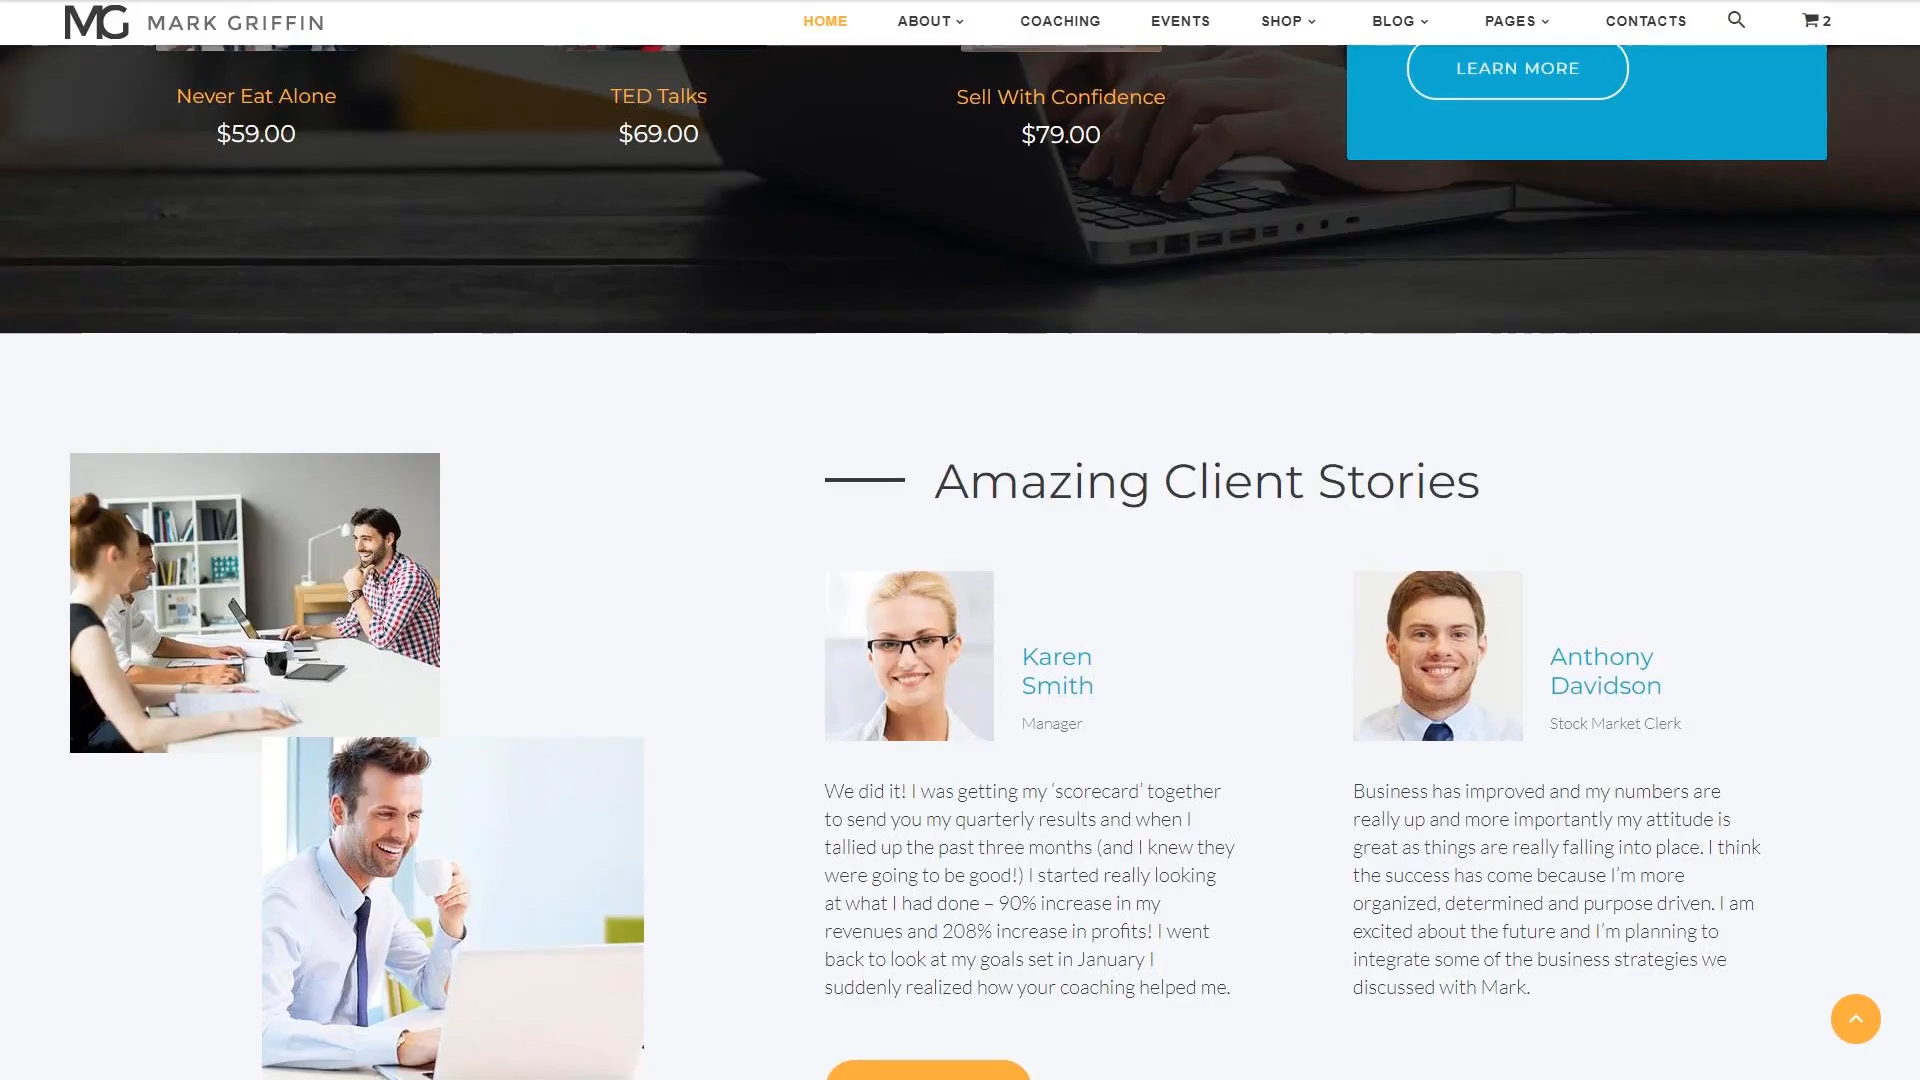 MG MARK GRIFFIN
HOME ABOUT COACHING EVENTS SHOP BLOG PAGES CONTACTS 2
LEARN MORE
Never Eat Alone
$59.00
TED Talks
$69.00
Sell With Confidence
$79.00
Amazing Client Stories
Karen
Smith
Manager
We did it! I was getting my ‘scorecard’ together
to send you my quarterly results and when I
tallied up the past three months (and I knew they
were going to be good!) I started really looking
at what I had done – 90% increase in my
revenues and 208% increase in profits! I went
back to look at my goals set in January I
suddenly realized how your coaching helped me.
Anthony
Davidson
Stock Market Clerk
Business has improved and my numbers are
really up and more importantly my attitude is
great as things are really falling into place. I think
the success has come because I’m more
organized, determined and purpose driven. I am
excited about the future and I’m planning to
integrate some of the business strategies we
discussed with Mark.